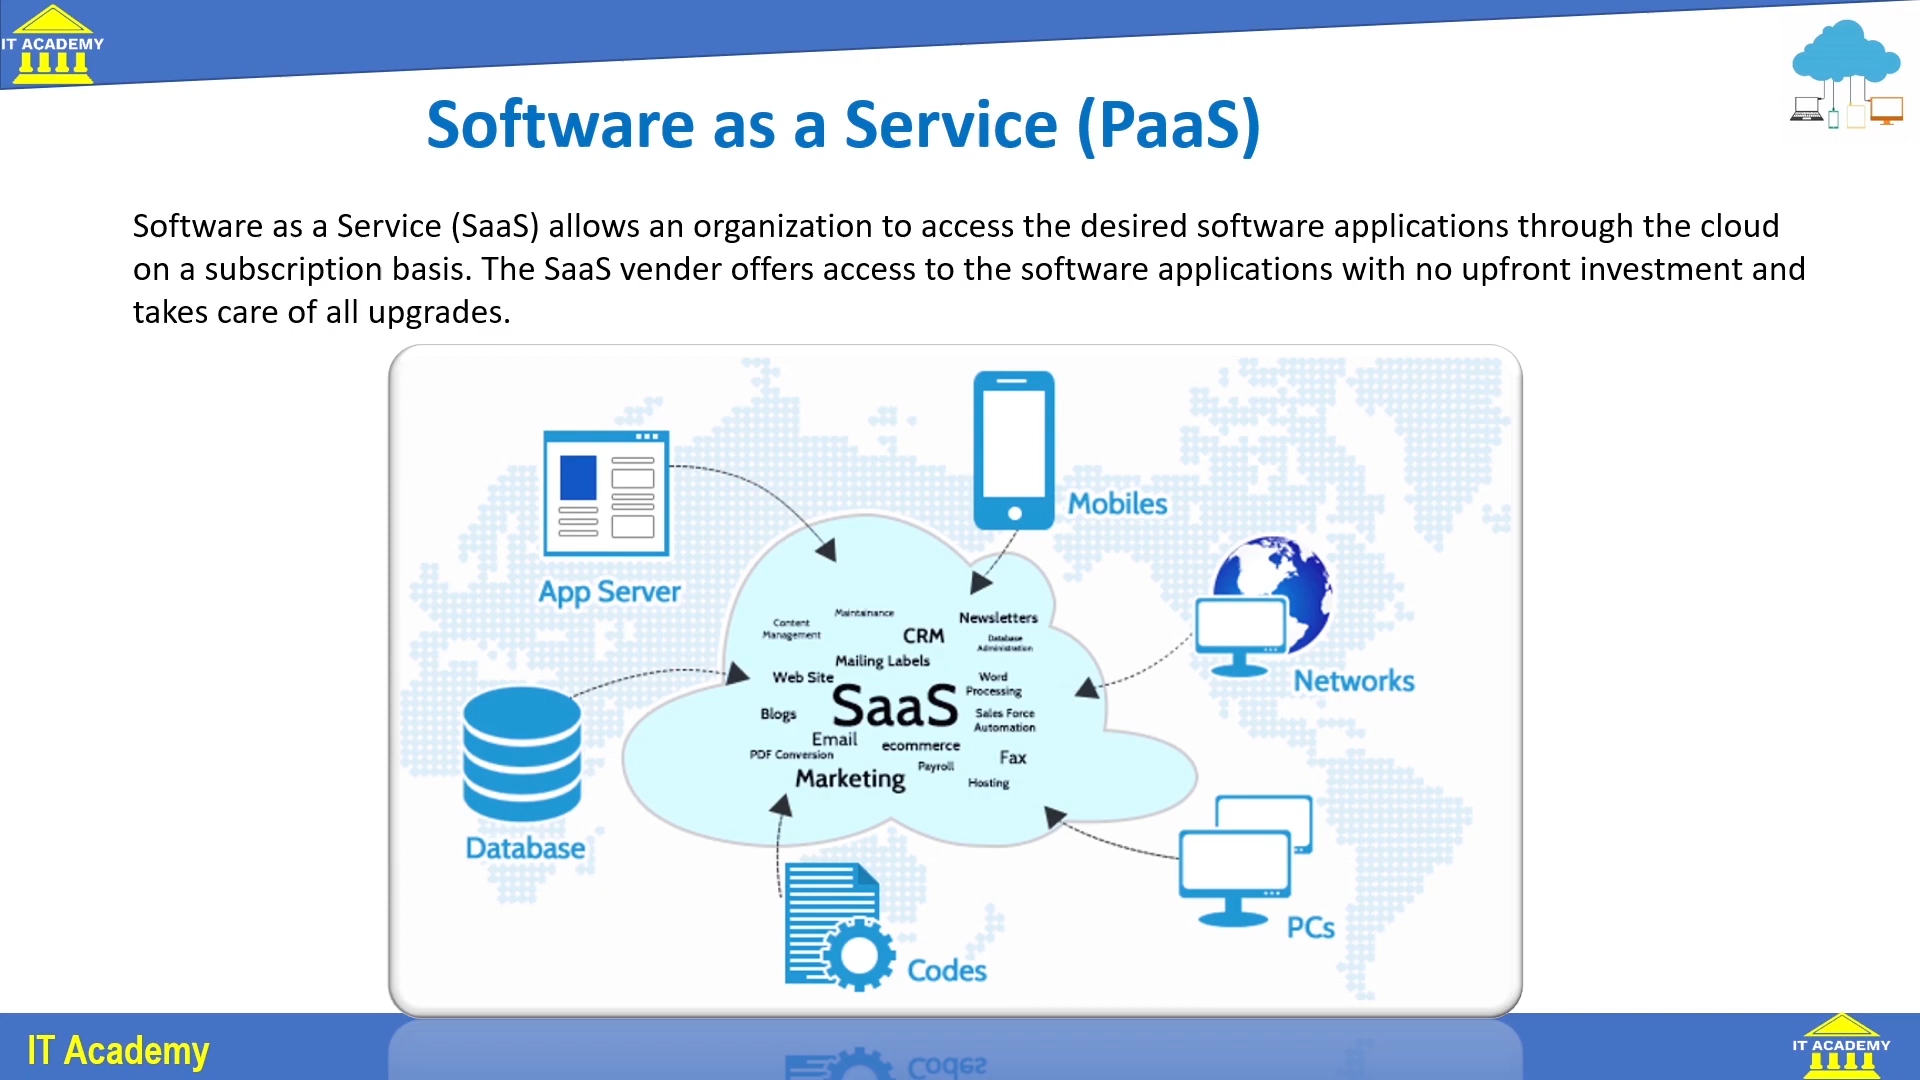 IT ACADEMY
Software as a Service (PaaS)
Software as a Service (SaaS) allows an organization to access the desired software applications through the cloud
on a subscription basis. The SaaS vender offers access to the software applications with no upfront investment and
takes care of all upgrades.
Mobiles
App Server
Networks
Database
PCs
Codes
Content
Management
Maintainance
CRM
Newsletters
Database
Administration
Mailing Labels
Web Site
SaaS
Word
Processing
Blogs
Sales Force
Automation
Email
ecommerce
PDF Conversion
Payroll
Fax
Marketing
Hosting
IT Academy
Codes
IT ACADEMY